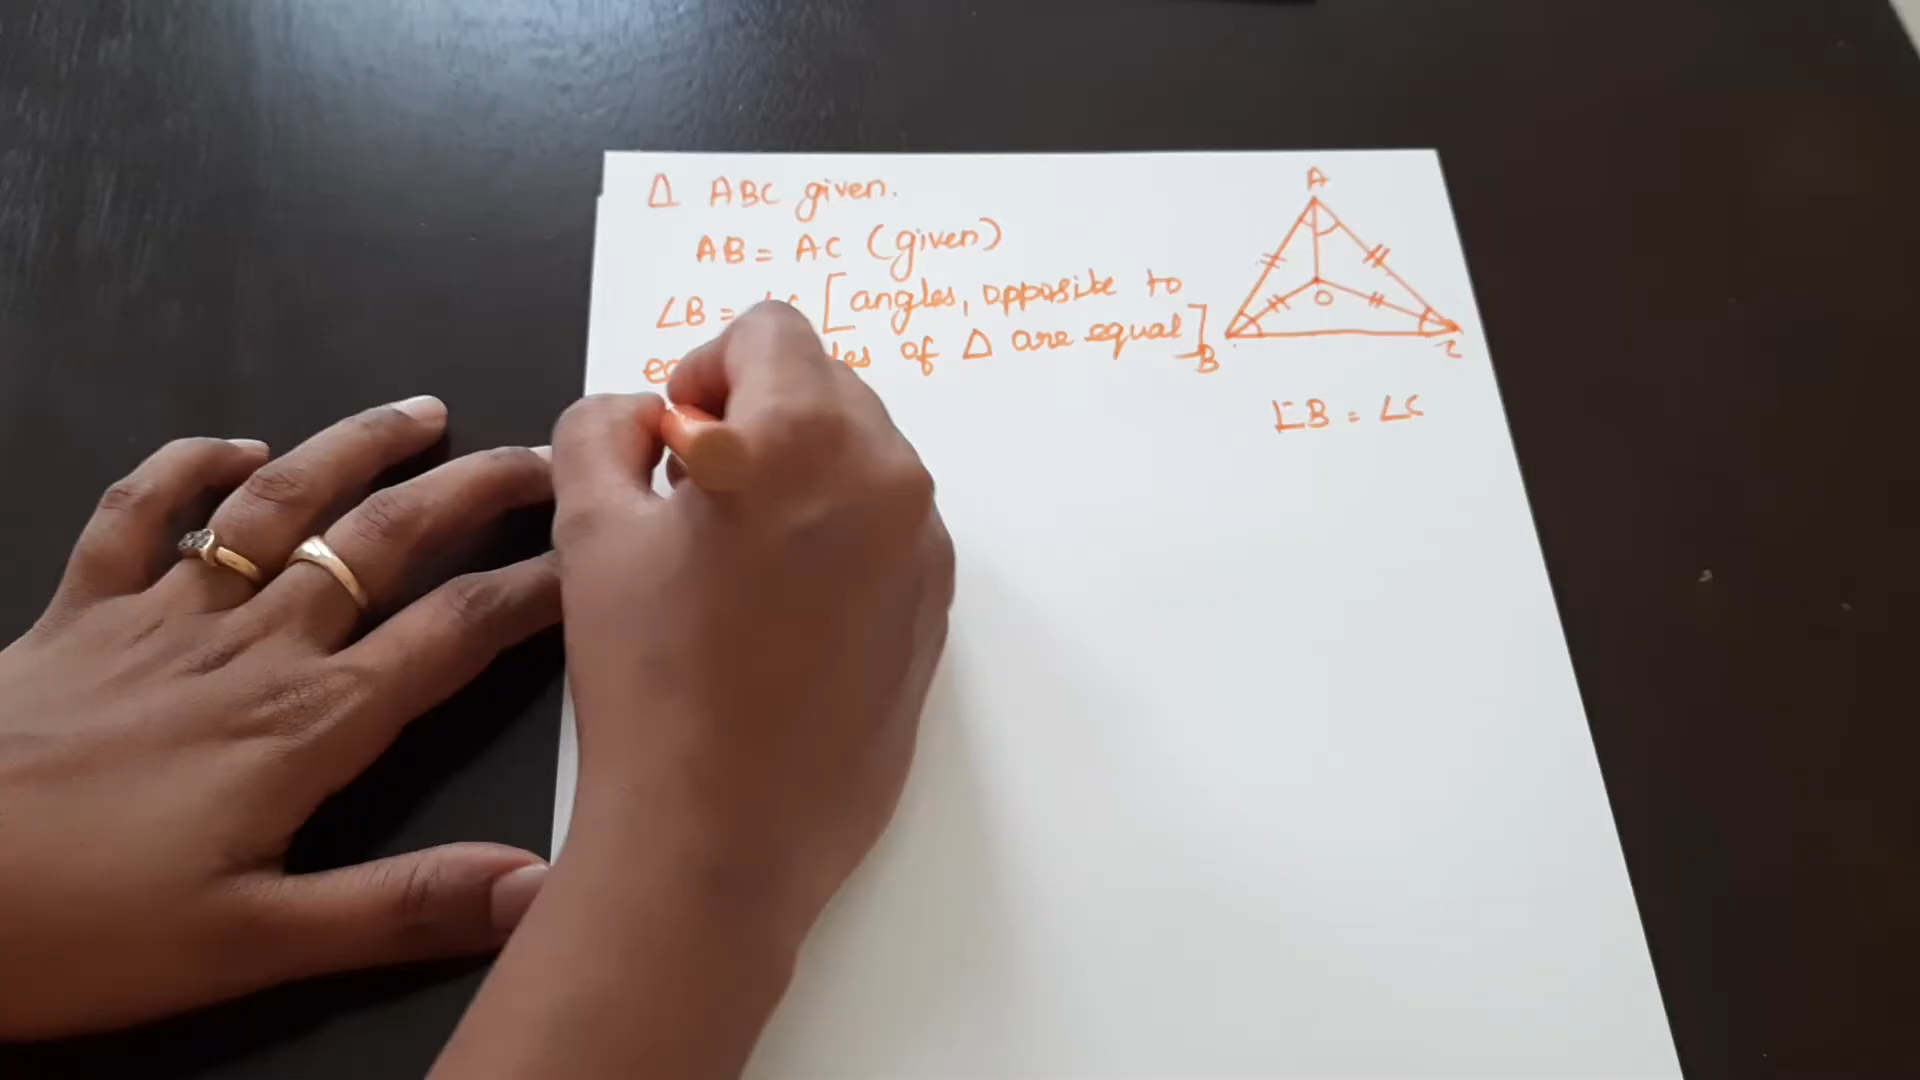 Δ ABC given.
AB = AC (given)
∠B = [angles, opposite to
of Δ are equal]
A
O
B
C
∠B = ∠C